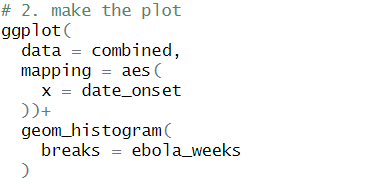 # 2. make the plot
ggplot(
  data = combined,
  mapping = aes(
    x = date_onset
  ))+
  geom_histogram(
    breaks = ebola_weeks
  )